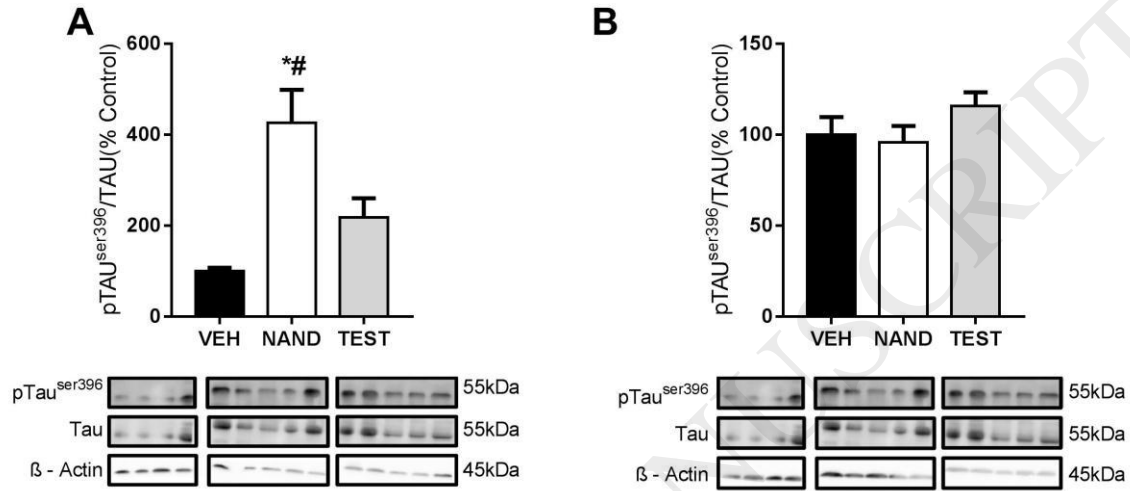 A
pTAUser396/TAU(% Control)
600
400
200
0
*#
VEH NAND TEST
pTauser396 55kDa
Tau 55kDa
ß - Actin 45kDa
B
pTAUser396/TAU(% Control)
150
100
50
0
VEH NAND TEST
pTauser396 55kDa
Tau 55kDa
ß - Actin 45kDa
NUSCRIPT